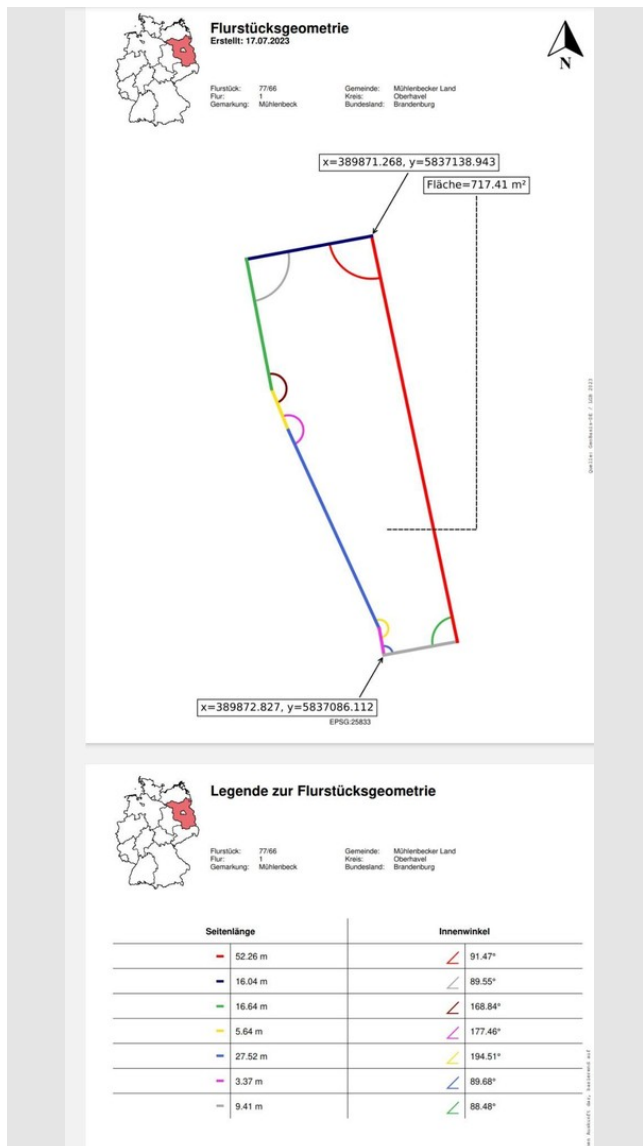 Flurstücksgeometrie
Erstellt: 17.07.2023
N
Flurstück: 77/66 Gemeinde: Mühlenbecker Land
Flur: 1 Kreis: Oberhavel
Gemarkung: Mühlenbeck Bundesland: Brandenburg
x=389871.268, y=5837138.943
Fläche=717.41 m²
x=389872.827, y=5837086.112
EPSG:25833
Legende zur Flurstücksgeometrie
Flurstück: 77/66 Gemeinde: Mühlenbecker Land
Flur: 1 Kreis: Oberhavel
Gemarkung: Mühlenbeck Bundesland: Brandenburg
Seitenlänge Innenwinkel
52.26 m 91.47°
16.04 m 89.55°
16.64 m 168.84°
5.64 m 177.46°
27.52 m 194.51°
3.37 m 89.68°
9.41 m 88.48°